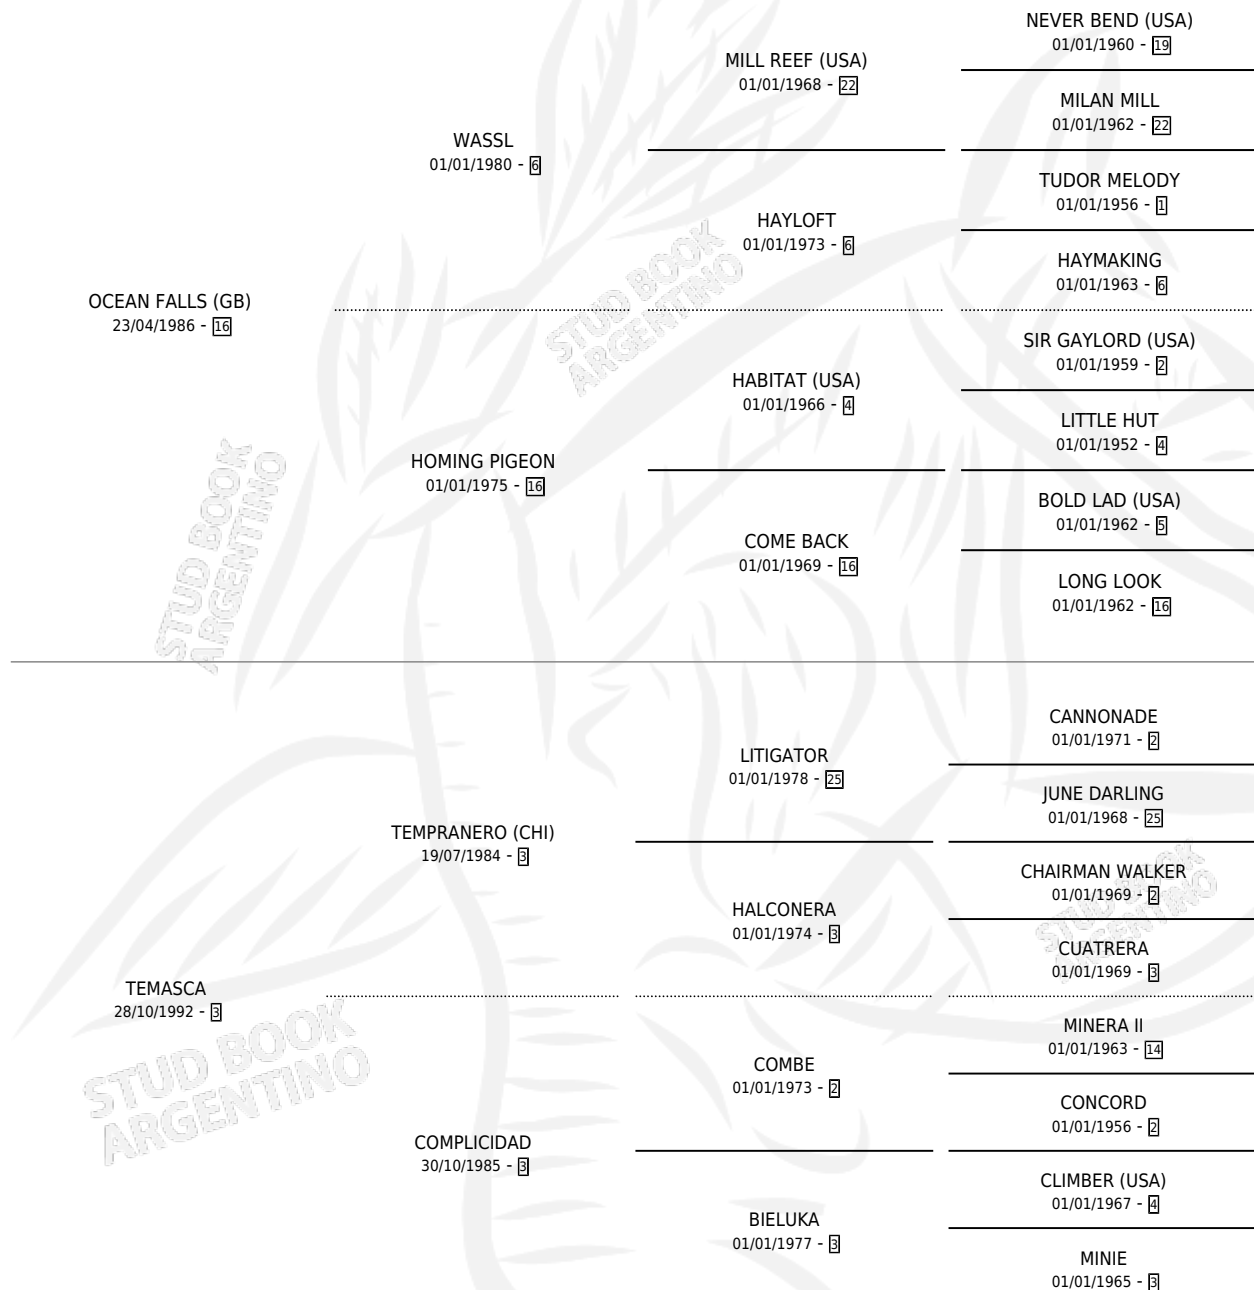 NEVER BEND (USA)
01/01/1960 - 19
MILL REEF (USA)
01/01/1968 - 22
MILAN MILL
01/01/1962 - 22
WASSL
01/01/1980 - 6
TUDOR MELODY
01/01/1956 - 1
HAYLOFT
01/01/1973 - 6
HAYMAKING
01/01/1963 - 6
OCEAN FALLS (GB)
23/04/1986 - 16
STUD BOOK
ARGENTINO
SIR GAYLORD (USA)
01/01/1959 - 2
HABITAT (USA)
01/01/1966 - 4
LITTLE HUT
01/01/1952 - 4
HOMING PIGEON
01/01/1975 - 16
BOLD LAD (USA)
01/01/1962 - 5
COME BACK
01/01/1969 - 16
LONG LOOK
01/01/1962 - 16
STUD BOOK
ARGENTINO
CANNONADE
01/01/1971 - 2
LITIGATOR
01/01/1978 - 25
JUNE DARLING
01/01/1968 - 25
TEMPRANERO (CHI)
19/07/1984 - 3
CHAIRMAN WALKER
01/01/1969 - 2
HALCONERA
01/01/1974 - 3
STUD BOOK
ARGENTINO
CUATRERA
01/01/1969 - 3
TEMASCA
28/10/1992 - 3
MINERA II
01/01/1963 - 14
STUD BOOK
ARGENTINO
COMBE
01/01/1973 - 2
CONCORD
01/01/1956 - 2
COMPLICIDAD
30/10/1985 - 3
CLIMBER (USA)
01/01/1967 - 4
BIELUKA
01/01/1977 - 3
MINIE
01/01/1965 - 3